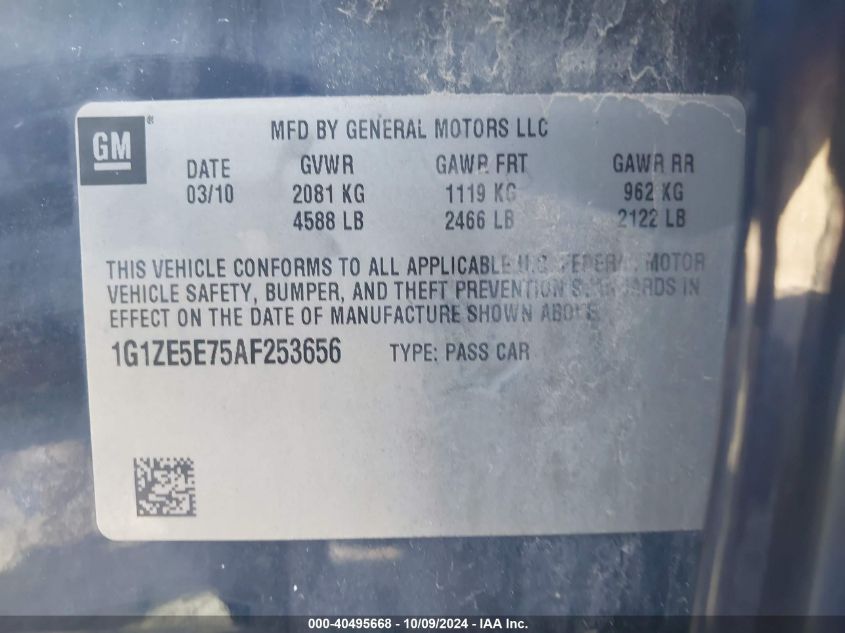 GM®
MFD BY GENERAL MOTORS LLC
DATE GVWR GAWR FRT GAWR RR
03/10 2081 KG 1119 KG 962 KG
4588 LB 2466 LB 2122 LB
THIS VEHICLE CONFORMS TO ALL APPLICABLE U.S. FEDERAL MOTOR
VEHICLE SAFETY, BUMPER, AND THEFT PREVENTION STANDARDS IN
EFFECT ON THE DATE OF MANUFACTURE SHOWN ABOVE.
1G1ZE5E75AF253656 TYPE: PASS CAR
000-40495668 - 10/09/2024 - IAA Inc.